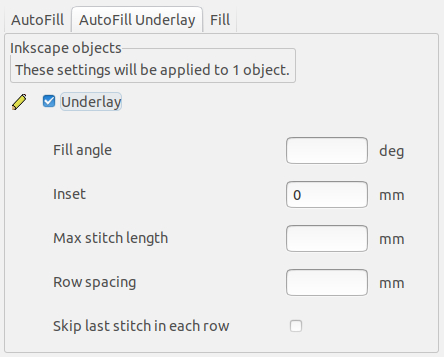 AutoFill AutoFill Underlay Fill
Inkscape objects
These settings will be applied to 1 object.
Underlay
Fill angle deg
Inset 0 mm
Max stitch length mm
Row spacing mm
Skip last stitch in each row